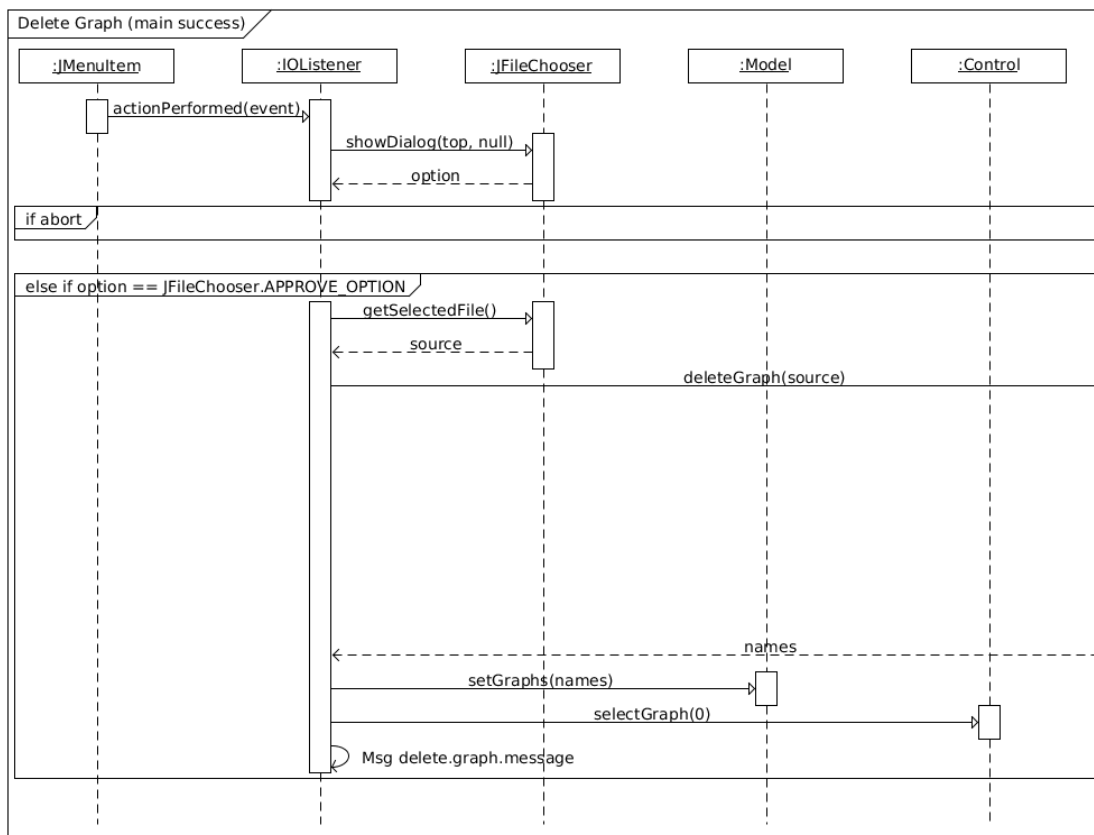 Delete Graph (main success)
:JMenuItem
:IOListener
:JFileChooser
:Model
:Control
actionPerformed(event)
showDialog(top, null)
option
if abort
else if option == JFileChooser.APPROVE_OPTION
getSelectedFile()
source
deleteGraph(source)
names
setGraphs(names)
selectGraph(0)
Msg delete.graph.message